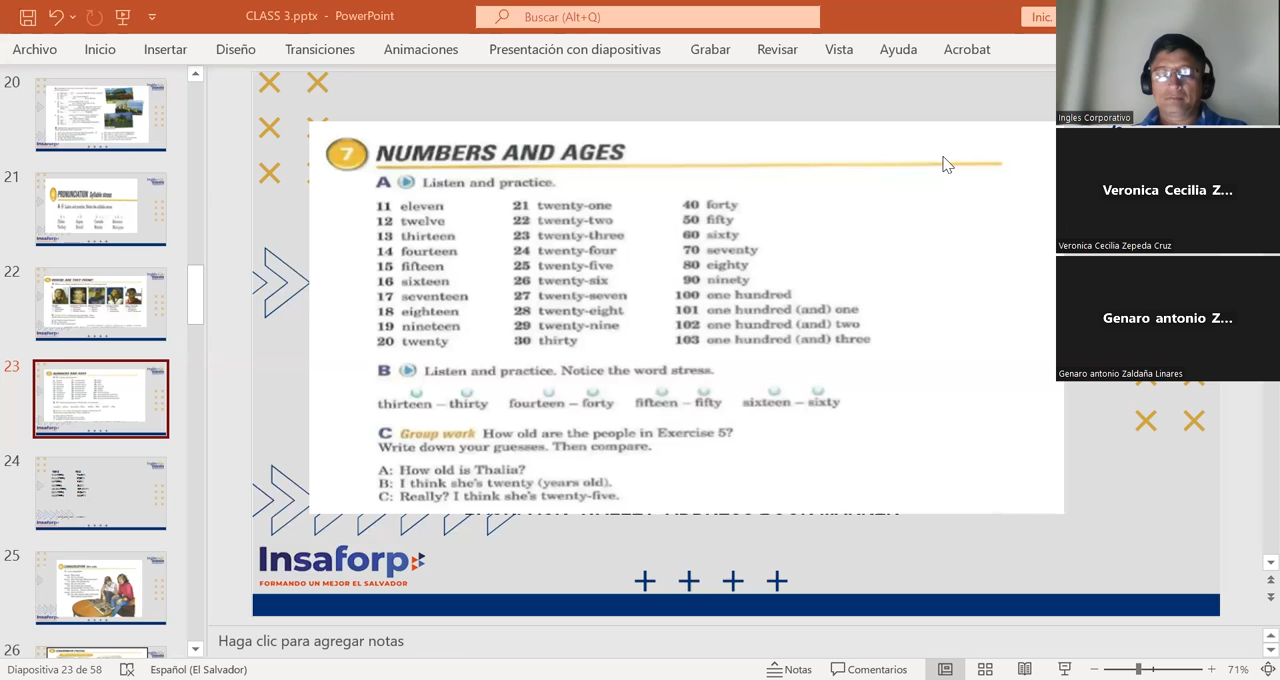 CLASS 3.pptx - PowerPoint
Buscar (Alt+Q)
Inic.
Archivo Inicio Insertar Diseño Transiciones Animaciones Presentación con diapositivas Grabar Revisar Vista Ayuda Acrobat
Ingles Corporativo
Veronica Cecilia Z...
Veronica Cecilia Zepeda Cruz
Genaro antonio Z...
Genaro antonio Zaldaña Linares
20
21
22
23
24
25
26
7 NUMBERS AND AGES
A Listen and practice.
11 eleven 21 twenty-one 40 forty
12 twelve 22 twenty-two 50 fifty
13 thirteen 23 twenty-three 60 sixty
14 fourteen 24 twenty-four 70 seventy
15 fifteen 25 twenty-five 80 eighty
16 sixteen 26 twenty-six 90 ninety
17 seventeen 27 twenty-seven 100 one hundred
18 eighteen 28 twenty-eight 101 one hundred (and) one
19 nineteen 29 twenty-nine 102 one hundred (and) two
20 twenty 30 thirty 103 one hundred (and) three
B Listen and practice. Notice the word stress.
thirteen – thirty fourteen – forty fifteen – fifty sixteen – sixty
C Group work How old are the people in Exercise 5?
Write down your guesses. Then compare.
A: How old is Thalia?
B: I think she's twenty (years old).
C: Really? I think she's twenty-five.
Insaforp
FORMANDO UN MEJOR EL SALVADOR
Haga clic para agregar notas
Diapositiva 23 de 58 Español (El Salvador) Notas Comentarios 71%